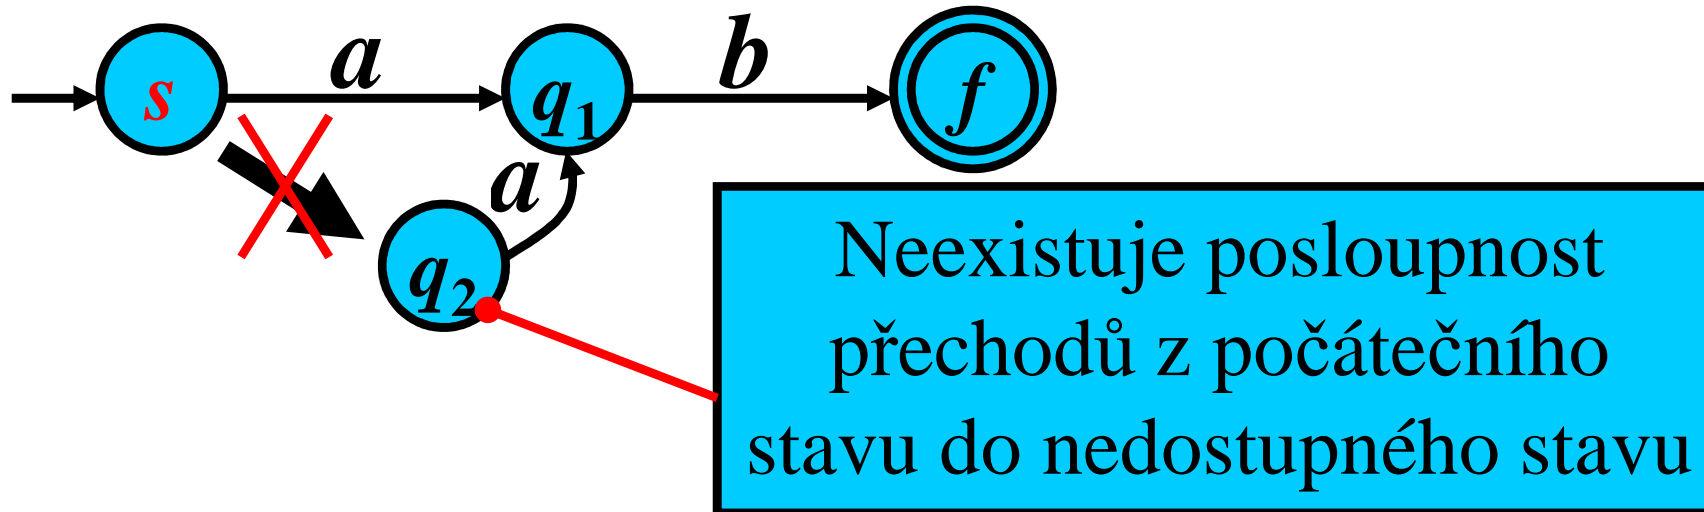 a
b
s
q1
f
a
q2
Neexistuje posloupnost
přechodů z počátečního
stavu do nedostupného stavu